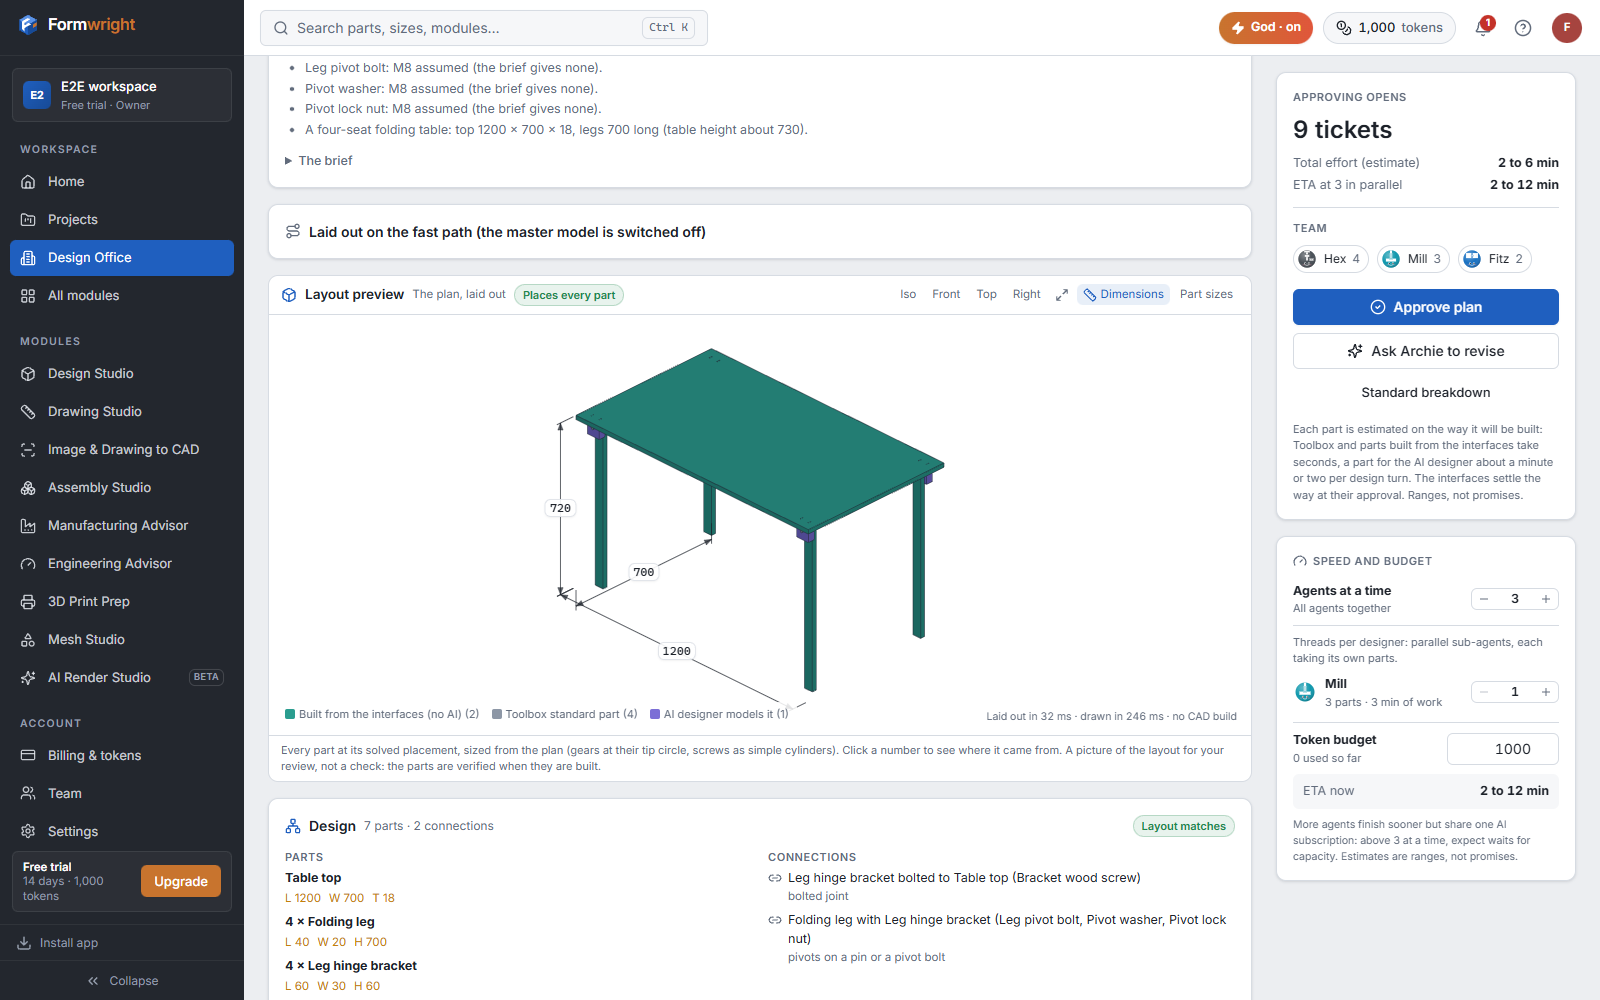 Formwright
Search parts, sizes, modules...
Ctrl K
God · on
1,000 tokens
1
F
E2
E2E workspace
Free trial · Owner
WORKSPACE
Home
Projects
Design Office
All modules
MODULES
Design Studio
Drawing Studio
Image & Drawing to CAD
Assembly Studio
Manufacturing Advisor
Engineering Advisor
3D Print Prep
Mesh Studio
AI Render Studio
BETA
ACCOUNT
Billing & tokens
Team
Settings
Free trial
14 days · 1,000
tokens
Upgrade
Install app
Collapse
• Leg pivot bolt: M8 assumed (the brief gives none).
• Pivot washer: M8 assumed (the brief gives none).
• Pivot lock nut: M8 assumed (the brief gives none).
• A four-seat folding table: top 1200 × 700 × 18, legs 700 long (table height about 730).
The brief
Laid out on the fast path (the master model is switched off)
Layout preview
The plan, laid out
Places every part
Iso
Front
Top
Right
Dimensions
Part sizes
720
700
1200
Built from the interfaces (no AI) (2)
Toolbox standard part (4)
AI designer models it (1)
Laid out in 32 ms · drawn in 246 ms · no CAD build
Every part at its solved placement, sized from the plan (gears at their tip circle, screws as simple cylinders). Click a number to see where it came from. A picture of the layout for your
review, not a check: the parts are verified when they are built.
Design
7 parts · 2 connections
Layout matches
PARTS
Table top
L 1200 W 700 T 18
4 × Folding leg
L 40 W 20 H 700
4 × Leg hinge bracket
L 60 W 30 H 60
CONNECTIONS
Leg hinge bracket bolted to Table top (Bracket wood screw)
bolted joint
Folding leg with Leg hinge bracket (Leg pivot bolt, Pivot washer, Pivot lock
nut)
pivots on a pin or a pivot bolt
APPROVING OPENS
9 tickets
Total effort (estimate)
2 to 6 min
ETA at 3 in parallel
2 to 12 min
TEAM
Hex 4
Mill 3
Fitz 2
Approve plan
Ask Archie to revise
Standard breakdown
Each part is estimated on the way it will be built:
Toolbox and parts built from the interfaces take
seconds, a part for the AI designer about a minute
or two per design turn. The interfaces settle the
way at their approval. Ranges, not promises.
SPEED AND BUDGET
Agents at a time
All agents together
− 3 +
Threads per designer: parallel sub-agents, each
taking its own parts.
Mill
3 parts · 3 min of work
− 1 +
Token budget
0 used so far
1000
ETA now
2 to 12 min
More agents finish sooner but share one AI
subscription: above 3 at a time, expect waits for
capacity. Estimates are ranges, not promises.